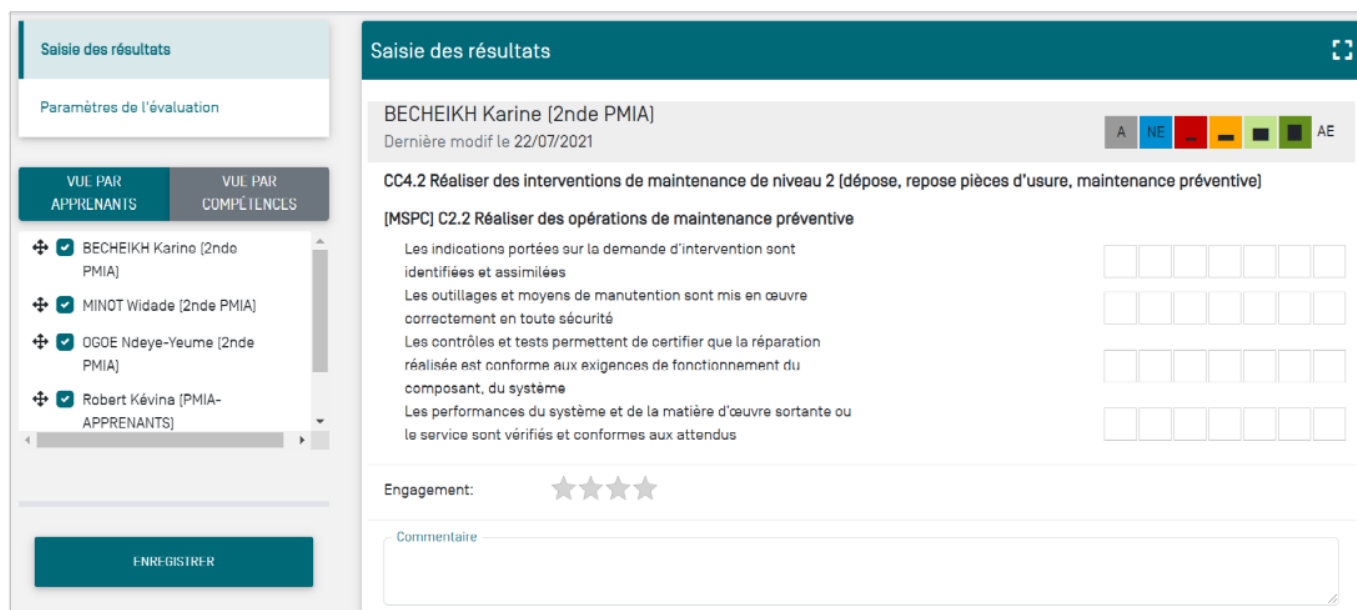 Saisie des résultats
Paramètres de l'évaluation
VUE PAR
APPRENANTS
VUE PAR
COMPÉTENCES
BECHEIKH Karine (2nde
PMIA)
MINOT Widade (2nde PMIA)
OGOE Ndeye-Yeume (2nde
PMIA)
Robert Kévina (PMIA-
APPRENANTS)
ENREGISTRER
Saisie des résultats
BECHEIKH Karine (2nde PMIA)
Dernière modif le 22/07/2021
A NE AE
CC4.2 Réaliser des interventions de maintenance de niveau 2 (dépose, repose pièces d'usure, maintenance préventive)
[MSPC] C2.2 Réaliser des opérations de maintenance préventive
Les indications portées sur la demande d'intervention sont
identifiées et assimilées
Les outillages et moyens de manutention sont mis en œuvre
correctement en toute sécurité
Les contrôles et tests permettent de certifier que la réparation
réalisée est conforme aux exigences de fonctionnement du
composant, du système
Les performances du système et de la matière d'œuvre sortante ou
le service sont vérifiés et conformes aux attendus
Engagement:
Commentaire